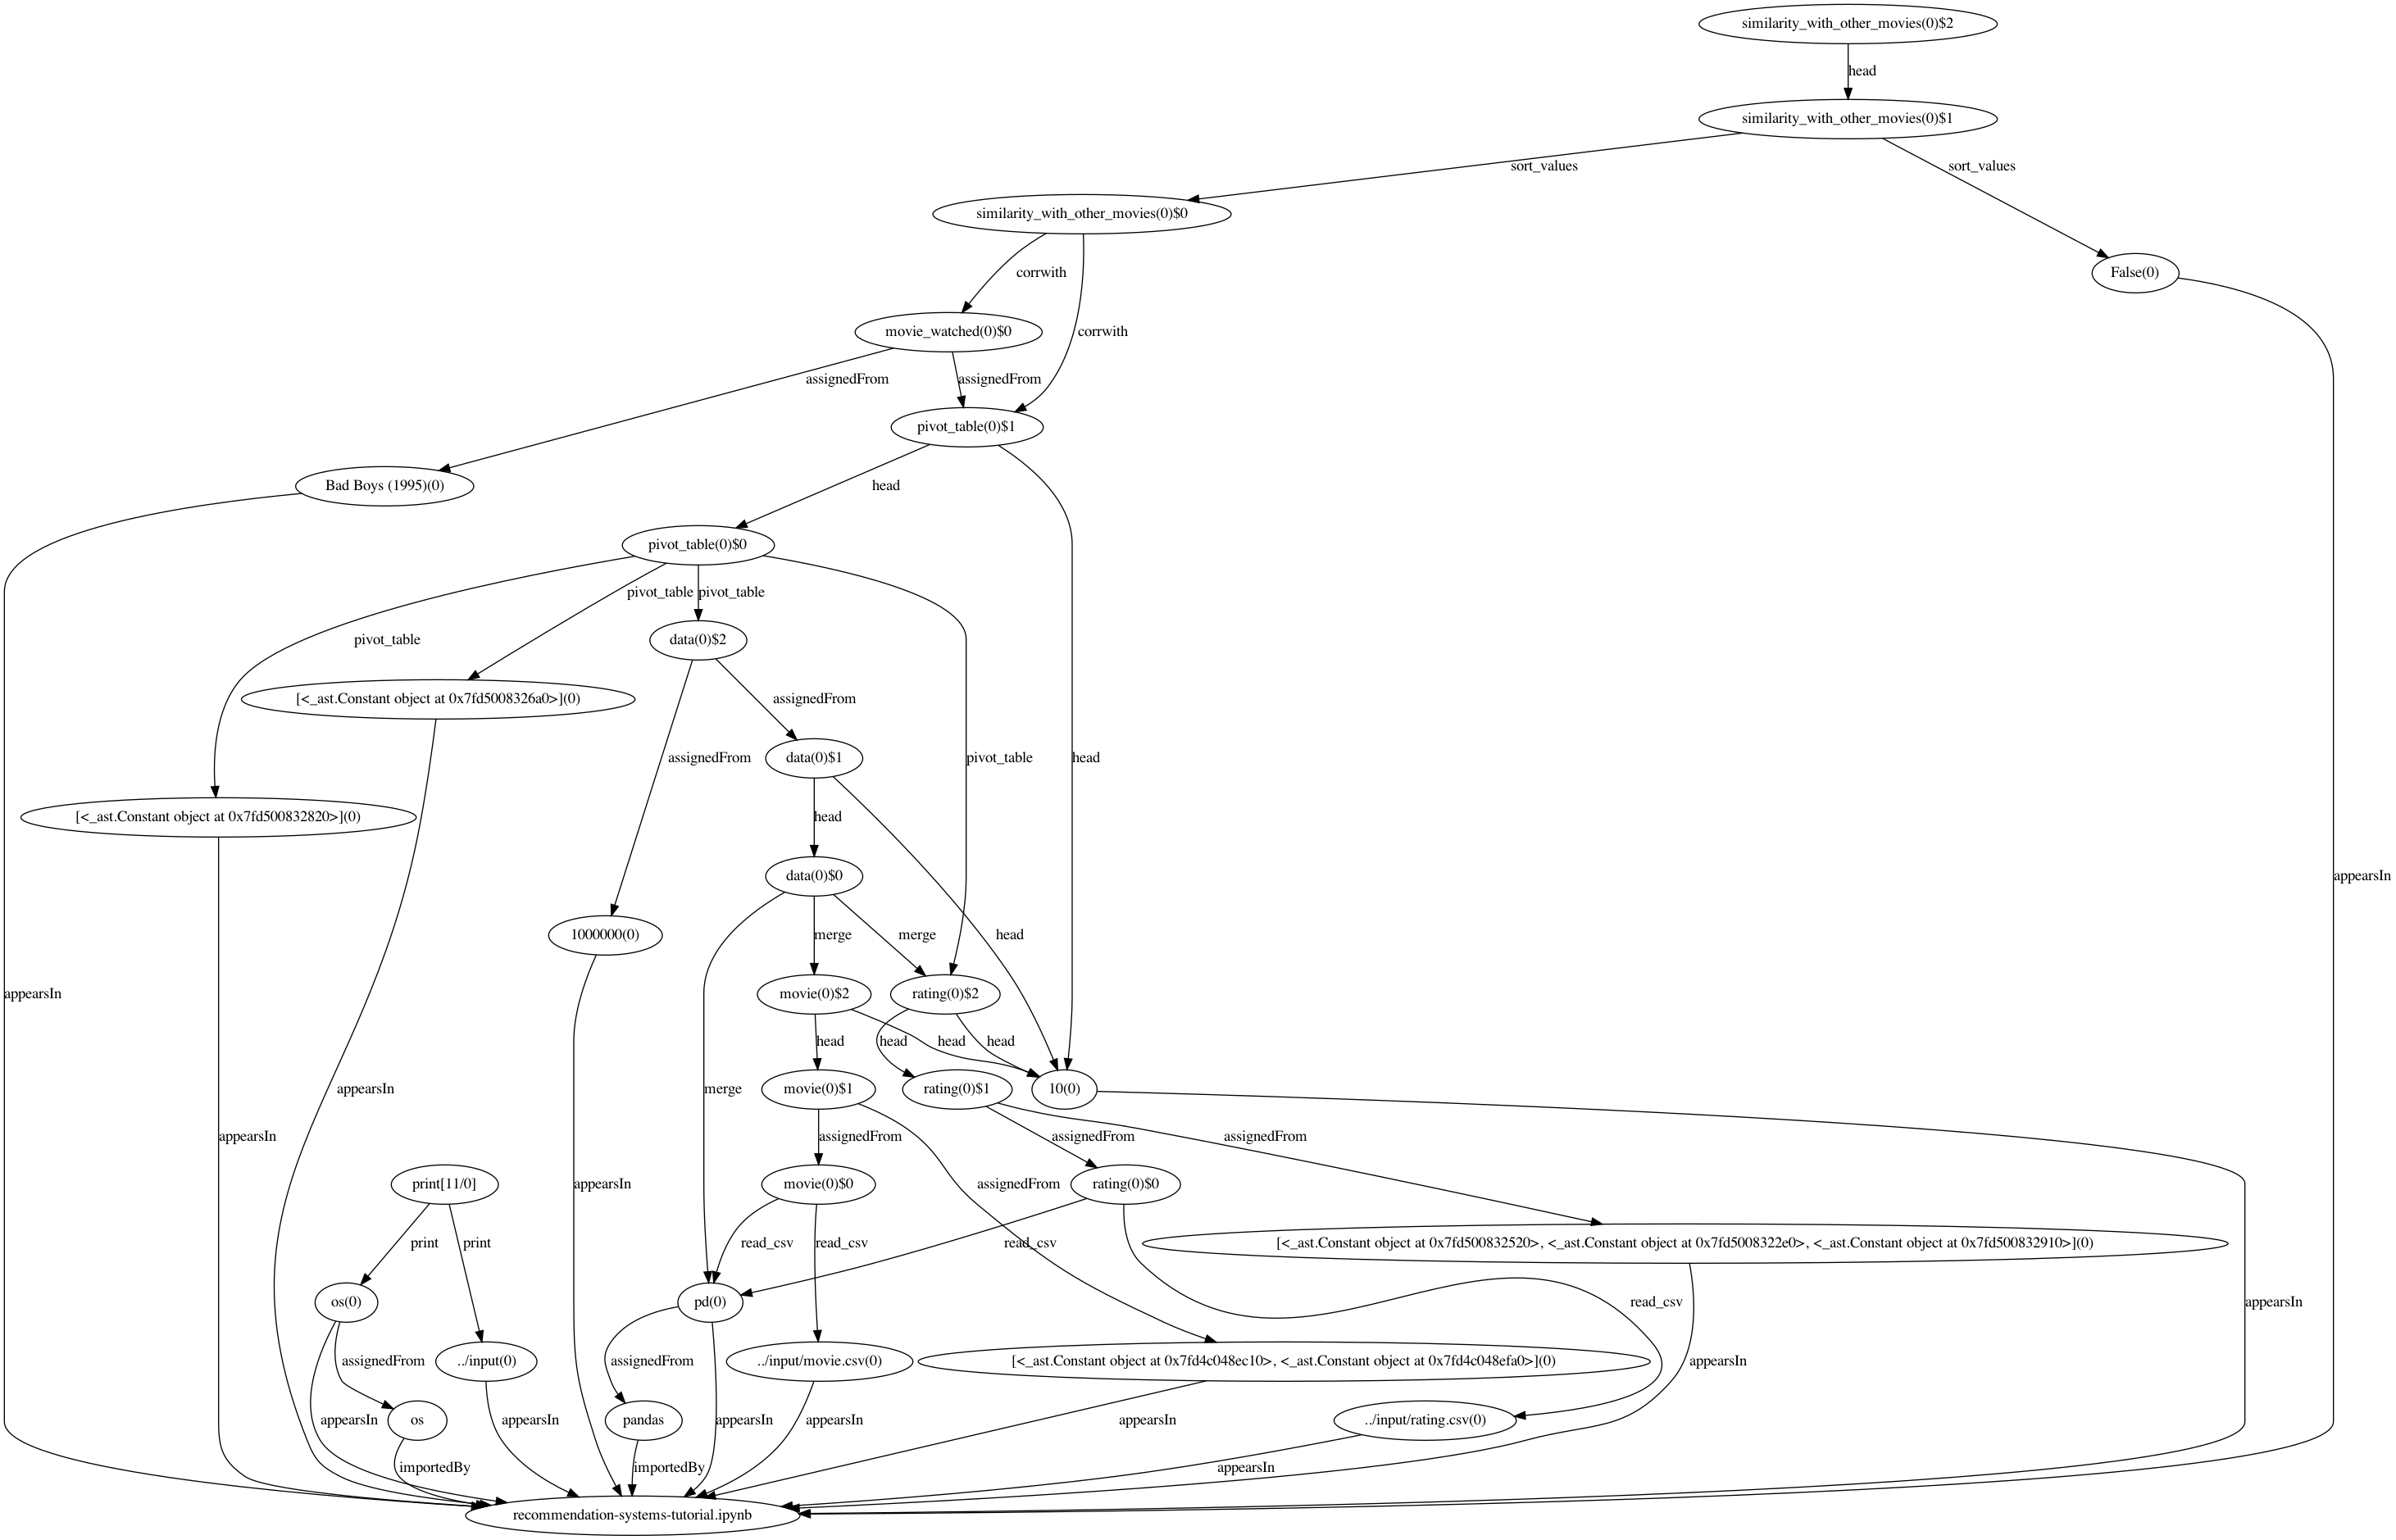 similarity_with_other_movies(0)$2
head
similarity_with_other_movies(0)$1
sort_values
sort_values
similarity_with_other_movies(0)$0
False(0)
corrwith
movie_watched(0)$0
corrwith
assignedFrom
assignedFrom
pivot_table(0)$1
Bad Boys (1995)(0)
head
pivot_table(0)$0
pivot_table
pivot_table
pivot_table
data(0)$2
[<_ast.Constant object at 0x7fd5008326a0>](0)
assignedFrom
assignedFrom
data(0)$1
pivot_table
head
[<_ast.Constant object at 0x7fd500832820>](0)
head
data(0)$0
appearsIn
1000000(0)
merge
merge
head
appearsIn
movie(0)$2
rating(0)$2
head
head
head
head
appearsIn
merge
movie(0)$1
rating(0)$1
10(0)
appearsIn
assignedFrom
assignedFrom
assignedFrom
print[11/0]
appearsIn
movie(0)$0
assignedFrom
rating(0)$0
print
print
read_csv
read_csv
read_csv
[<_ast.Constant object at 0x7fd500832520>, <_ast.Constant object at 0x7fd5008322e0>, <_ast.Constant object at 0x7fd500832910>](0)
os(0)
pd(0)
read_csv
appearsIn
assignedFrom
../input(0)
assignedFrom
../input/movie.csv(0)
[<_ast.Constant object at 0x7fd4c048ec10>, <_ast.Constant object at 0x7fd4c048efa0>](0)
appearsIn
appearsIn
os
appearsIn
pandas
appearsIn
appearsIn
appearsIn
../input/rating.csv(0)
importedBy
importedBy
appearsIn
recommendation-systems-tutorial.ipynb